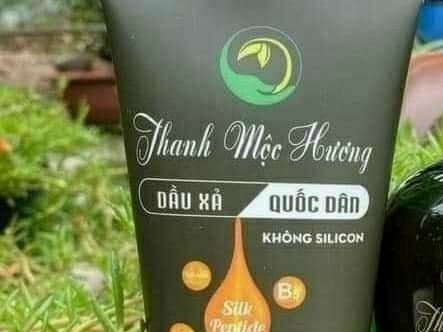 Thanh Mộc Hương
DẦU XẢ QUỐC DÂN
KHÔNG SILICON
B5
Silk
Peptide